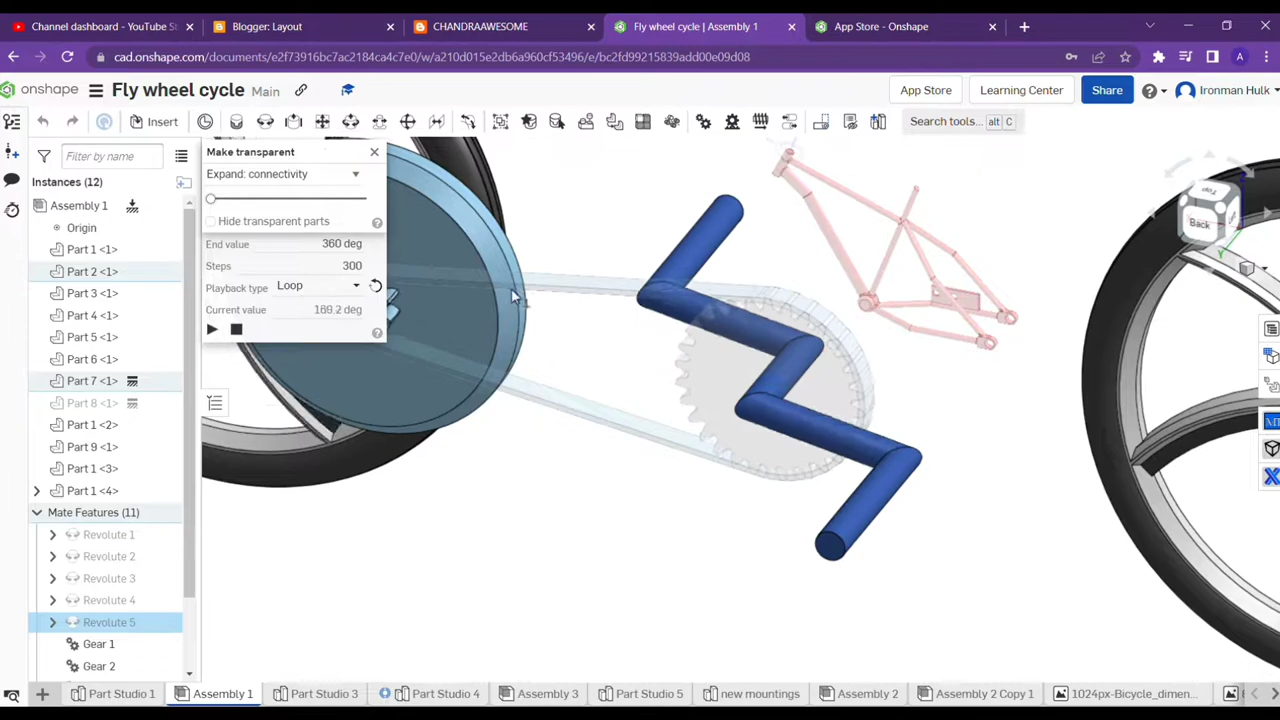 Channel dashboard - YouTube S
Blogger: Layout
CHANDRAAWESOME
Fly wheel cycle | Assembly 1
App Store - Onshape
cad.onshape.com/documents/e2f73916bc7ac2184a4ca0e7/w/a210d015e2db6a960cf53496/e/bc2fd99215839add00e09d08
A
onshape
Fly wheel cycle
Main
App Store
Learning Center
Share
Ironman Hulk
Insert
Search tools...
alt
C
Filter by name
Instances (12)
Assembly 1
Origin
Part 1 <1>
Part 2 <1>
Part 3 <1>
Part 4 <1>
Part 5 <1>
Part 6 <1>
Part 7 <1>
Part 8 <1>
Part 1 <2>
Part 9 <1>
Part 1 <3>
Part 1 <4>
Mate Features (11)
Revolute 1
Revolute 2
Revolute 3
Revolute 4
Revolute 5
Gear 1
Gear 2
Make transparent
Expand: connectivity
Hide transparent parts
End value 360 deg
Steps 300
Playback type Loop
Current value 169.2 deg
Top
Back
Y
Part Studio 1
Assembly 1
Part Studio 3
Part Studio 4
Assembly 3
Part Studio 5
new mountings
Assembly 2
Assembly 2 Copy 1
1024px-Bicycle_dimen...